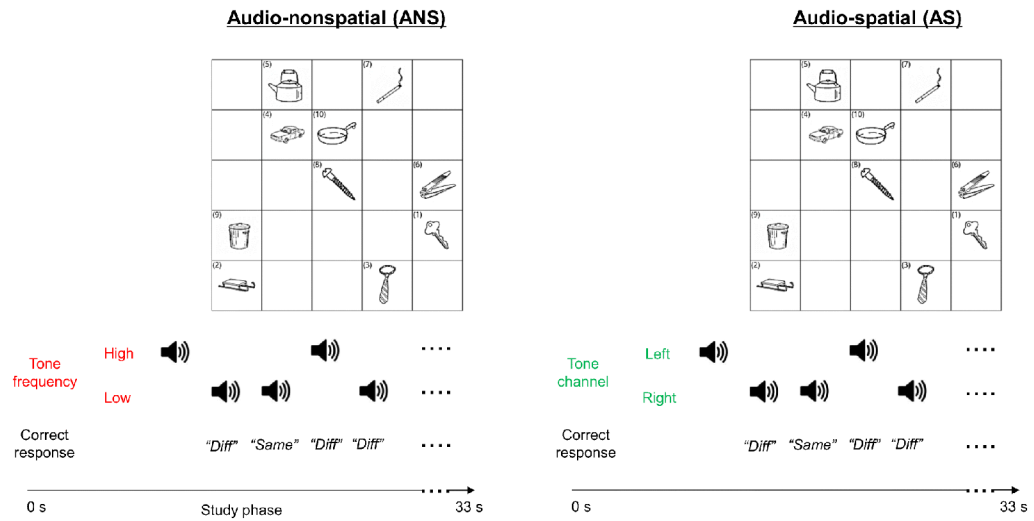 Audio-nonspatial (ANS)
(5)
(7)
(4)
(10)
(8)
(6)
(9)
(1)
(2)
(3)
Tone
frequency
High
Low
Correct
response
“Diff” “Same” “Diff” “Diff”
0 s
Study phase
33 s
Audio-spatial (AS)
(5)
(7)
(4)
(10)
(8)
(6)
(9)
(1)
(2)
(3)
Tone
channel
Left
Right
Correct
response
“Diff” “Same” “Diff” “Diff”
0 s
33 s